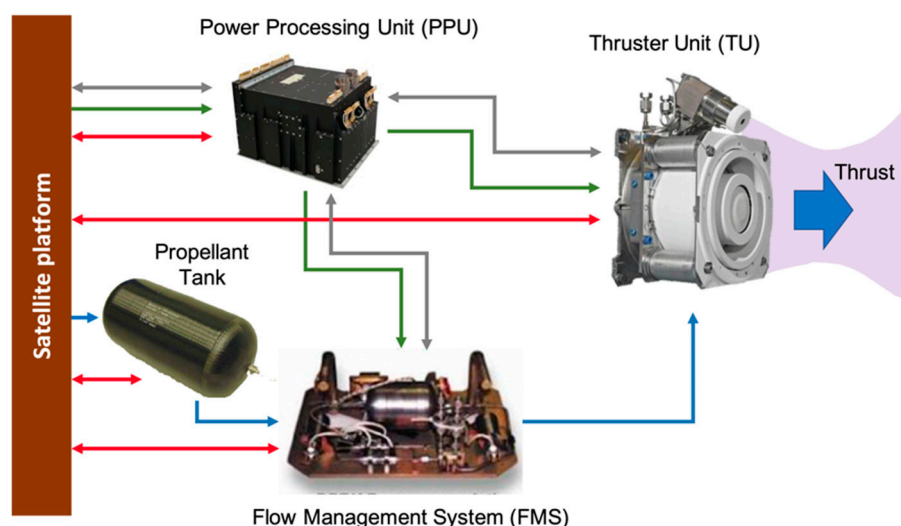 Power Processing Unit (PPU)
Thruster Unit (TU)
Thrust
Satellite platform
Propellant
Tank
Flow Management System (FMS)